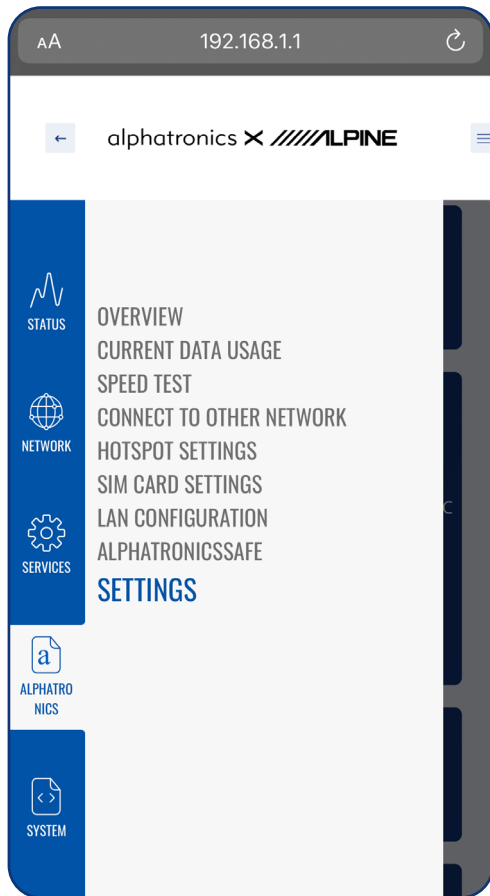 AA 192.168.1.1
alphatronics X /////ALPINE
STATUS
NETWORK
SERVICES
ALPHATRO
NICS
SYSTEM
OVERVIEW
CURRENT DATA USAGE
SPEED TEST
CONNECT TO OTHER NETWORK
HOTSPOT SETTINGS
SIM CARD SETTINGS
LAN CONFIGURATION
ALPHATRONICSSAFE
SETTINGS
C